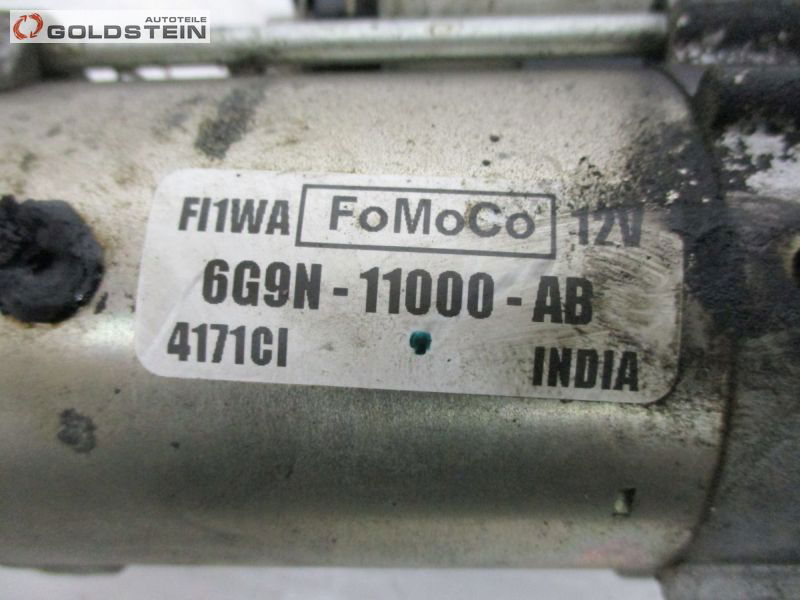 AUTOTEILE
GOLDSTEIN
FI1WA FoMoCo 12V
6G9N - 11000 - AB
4171CI INDIA